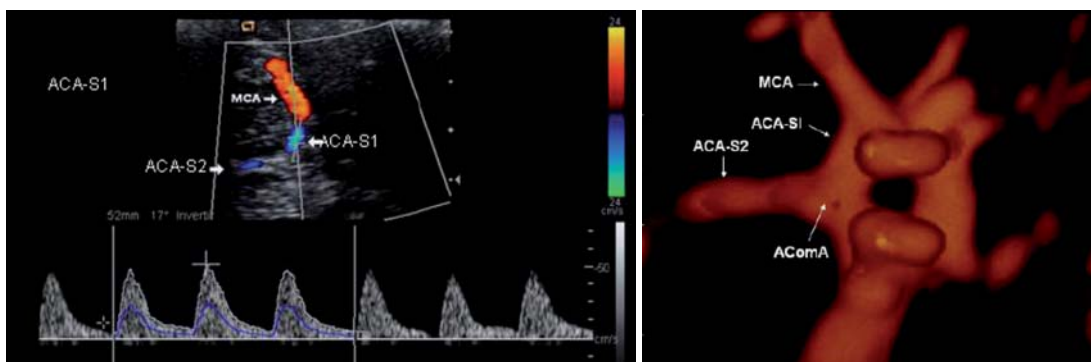 24
ACA-S1
MCA
ACA-S1
ACA-S2
24
cm/s
52mm 17° Inverti
-50
cm/s
MCA
ACA-SI
ACA-S2
AComA